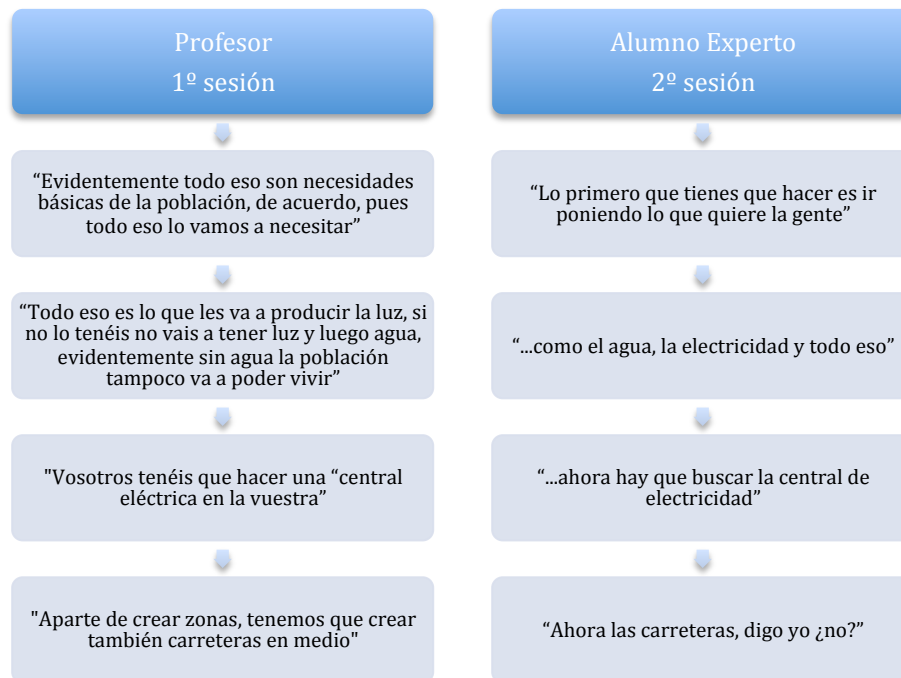 Profesor
1º sesión
“Evidentemente todo eso son necesidades
básicas de la población, de acuerdo, pues
todo eso lo vamos a necesitar”
“Todo eso es lo que les va a producir la luz, si
no lo tenéis no vais a tener luz y luego agua,
evidentemente sin agua la población
tampoco va a poder vivir”
"Vosotros tenéis que hacer una “central
eléctrica en la vuestra”
"Aparte de crear zonas, tenemos que crear
también carreteras en medio"
Alumno Experto
2º sesión
“Lo primero que tienes que hacer es ir
poniendo lo que quiere la gente”
“...como el agua, la electricidad y todo eso”
“...ahora hay que buscar la central de
electricidad”
“Ahora las carreteras, digo yo ¿no?”